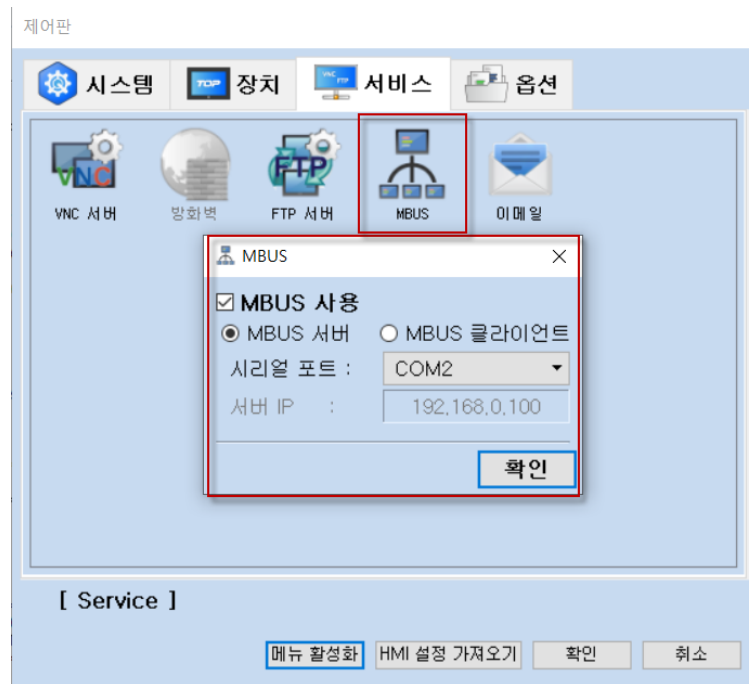 제어판
시스템 TOP 장치 VNC FTP 서비스 옵션
VNC FTP
VNC 서버 방화벽 FTP 서버 MBUS 이메일
MBUS
MBUS 사용
MBUS 서버 MBUS 클라이언트
시리얼 포트 : COM2
서버 IP : 192,168,0,100
확인
[ Service ]
메뉴 활성화 HMI 설정 가져오기 확인 취소